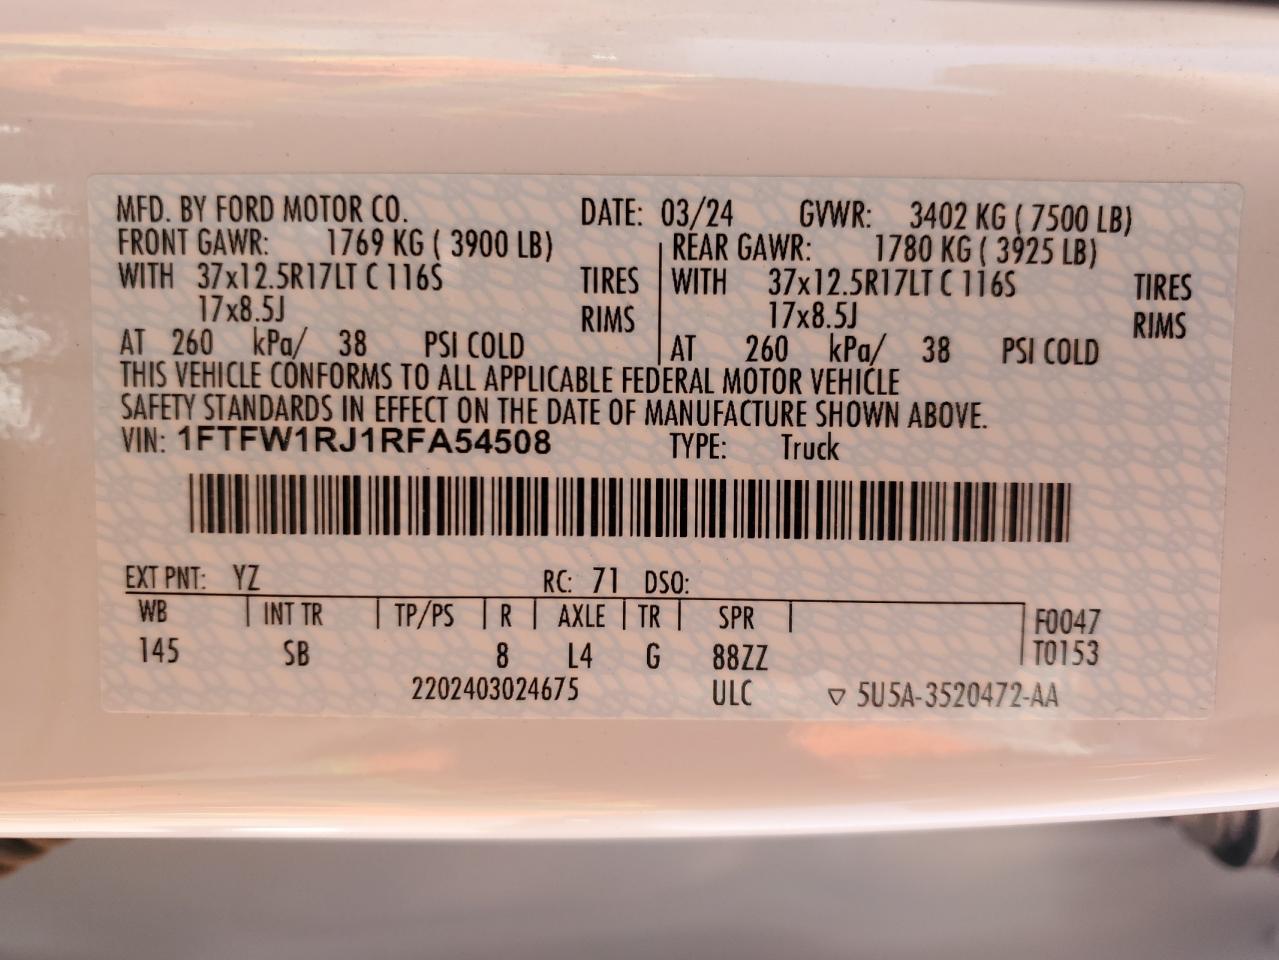 MFD. BY FORD MOTOR CO. DATE: 03/24 GVWR: 3402 KG ( 7500 LB)
FRONT GAWR: 1769 KG ( 3900 LB) REAR GAWR: 1780 KG ( 3925 LB)
WITH 37x12.5R17LT C 116S TIRES WITH 37x12.5R17LT C 116S TIRES
17x8.5J RIMS 17x8.5J RIMS
AT 260 kPa/ 38 PSI COLD AT 260 kPa/ 38 PSI COLD
THIS VEHICLE CONFORMS TO ALL APPLICABLE FEDERAL MOTOR VEHICLE
SAFETY STANDARDS IN EFFECT ON THE DATE OF MANUFACTURE SHOWN ABOVE.
VIN: 1FTFW1RJ1RFA54508 TYPE: Truck
EXT PNT: YZ RC: 71 DSO:
WB INT TR TP/PS R AXLE TR SPR F0047
145 SB 8 L4 G 88ZZ T0153
2202403024675 ULC ▽ 5U5A-3520472-AA